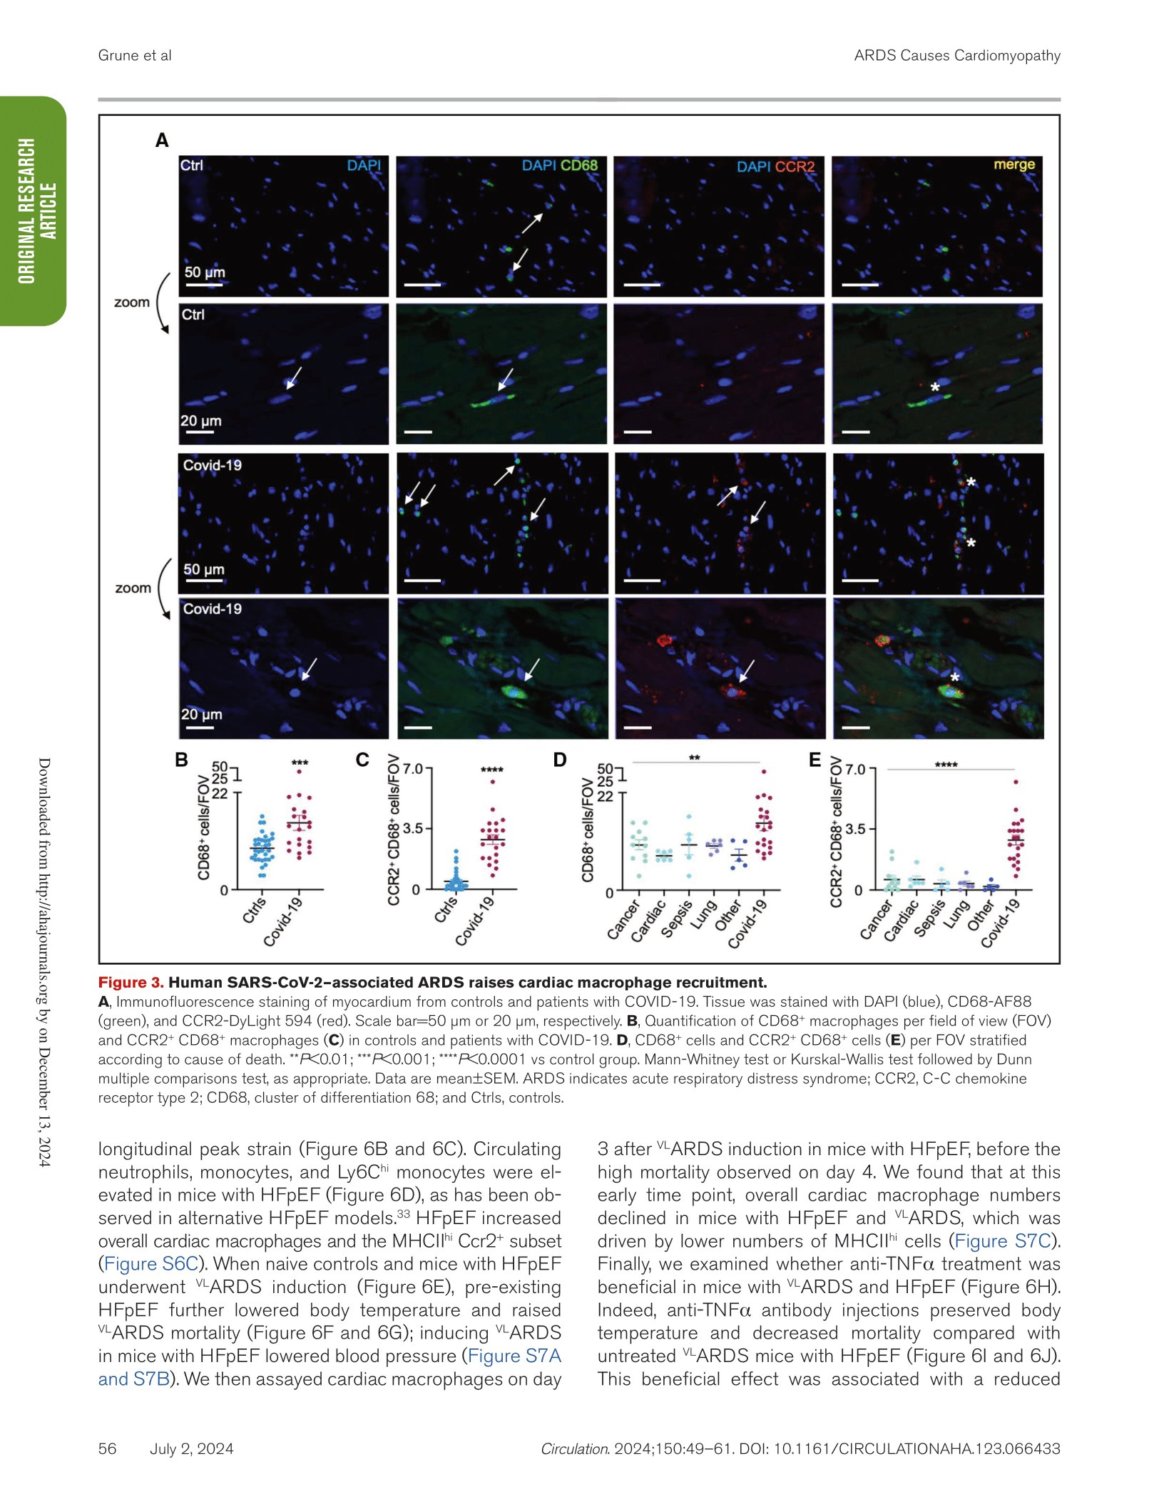 Grune et al
ARDS Causes Cardiomyopathy
ORIGINAL RESEARCH
ARTICLE
A
Ctrl
DAPI
DAPI CD68
DAPI CCR2
merge
50 µm
zoom
Ctrl
20 µm
Covid-19
50 µm
zoom
Covid-19
20 µm
B
CD68⁺ cells/FOV
50
25
22
0
***
Ctrls
Covid-19
C
CCR2⁺ CD68⁺ cells/FOV
7.0
3.5
0
****
Ctrls
Covid-19
D
CD68⁺ cells/FOV
50
25
22
0
**
Cancer
Cardiac
Sepsis
Lung
Other
Covid-19
E
CCR2⁺ CD68⁺ cells/FOV
7.0
3.5
0
****
Cancer
Cardiac
Sepsis
Lung
Other
Covid-19
Figure 3. Human SARS-CoV-2–associated ARDS raises cardiac macrophage recruitment.
A, Immunofluorescence staining of myocardium from controls and patients with COVID-19. Tissue was stained with DAPI (blue), CD68-AF88
(green), and CCR2-DyLight 594 (red). Scale bar=50 µm or 20 µm, respectively. B, Quantification of CD68⁺ macrophages per field of view (FOV)
and CCR2⁺ CD68⁺ macrophages (C) in controls and patients with COVID-19. D, CD68⁺ cells and CCR2⁺ CD68⁺ cells (E) per FOV stratified
according to cause of death. **P<0.01; ***P<0.001; ****P<0.0001 vs control group. Mann-Whitney test or Kurskal-Wallis test followed by Dunn
multiple comparisons test, as appropriate. Data are mean±SEM. ARDS indicates acute respiratory distress syndrome; CCR2, C-C chemokine
receptor type 2; CD68, cluster of differentiation 68; and Ctrls, controls.
longitudinal peak strain (Figure 6B and 6C). Circulating
neutrophils, monocytes, and Ly6Cʰⁱ monocytes were el-
evated in mice with HFpEF (Figure 6D), as has been ob-
served in alternative HFpEF models.³³ HFpEF increased
overall cardiac macrophages and the MHCIIʰⁱ Ccr2⁺ subset
(Figure S6C). When naive controls and mice with HFpEF
underwent ⱽᴸARDS induction (Figure 6E), pre-existing
HFpEF further lowered body temperature and raised
ⱽᴸARDS mortality (Figure 6F and 6G); inducing ⱽᴸARDS
in mice with HFpEF lowered blood pressure (Figure S7A
and S7B). We then assayed cardiac macrophages on day
3 after ⱽᴸARDS induction in mice with HFpEF, before the
high mortality observed on day 4. We found that at this
early time point, overall cardiac macrophage numbers
declined in mice with HFpEF and ⱽᴸARDS, which was
driven by lower numbers of MHCIIʰⁱ cells (Figure S7C).
Finally, we examined whether anti-TNFα treatment was
beneficial in mice with ⱽᴸARDS and HFpEF (Figure 6H).
Indeed, anti-TNFα antibody injections preserved body
temperature and decreased mortality compared with
untreated ⱽᴸARDS mice with HFpEF (Figure 6I and 6J).
This beneficial effect was associated with a reduced
56 July 2, 2024
Circulation. 2024;150:49–61. DOI: 10.1161/CIRCULATIONAHA.123.066433
Downloaded from http://ahajournals.org by on December 13, 2024